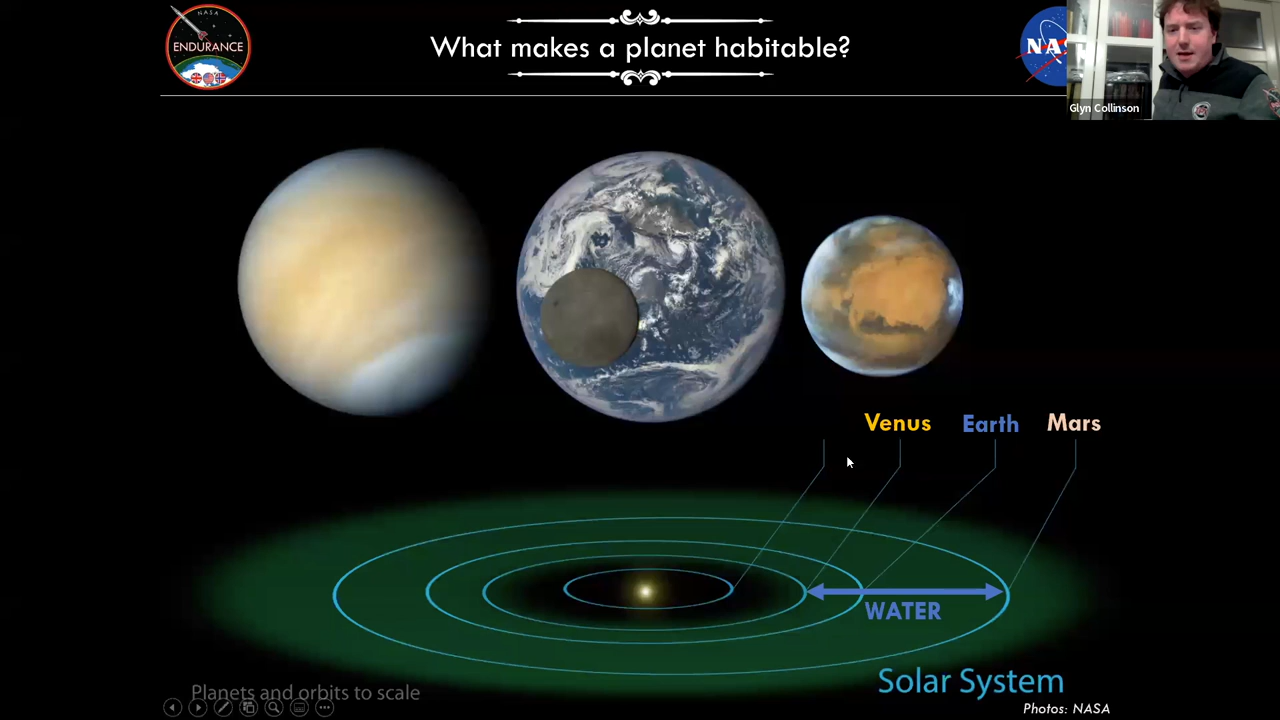 NASA
ENDURANCE
What makes a planet habitable?
NAS
Glyn Collinson
Venus
Earth
Mars
WATER
Solar System
Planets and orbits to scale
Photos: NASA